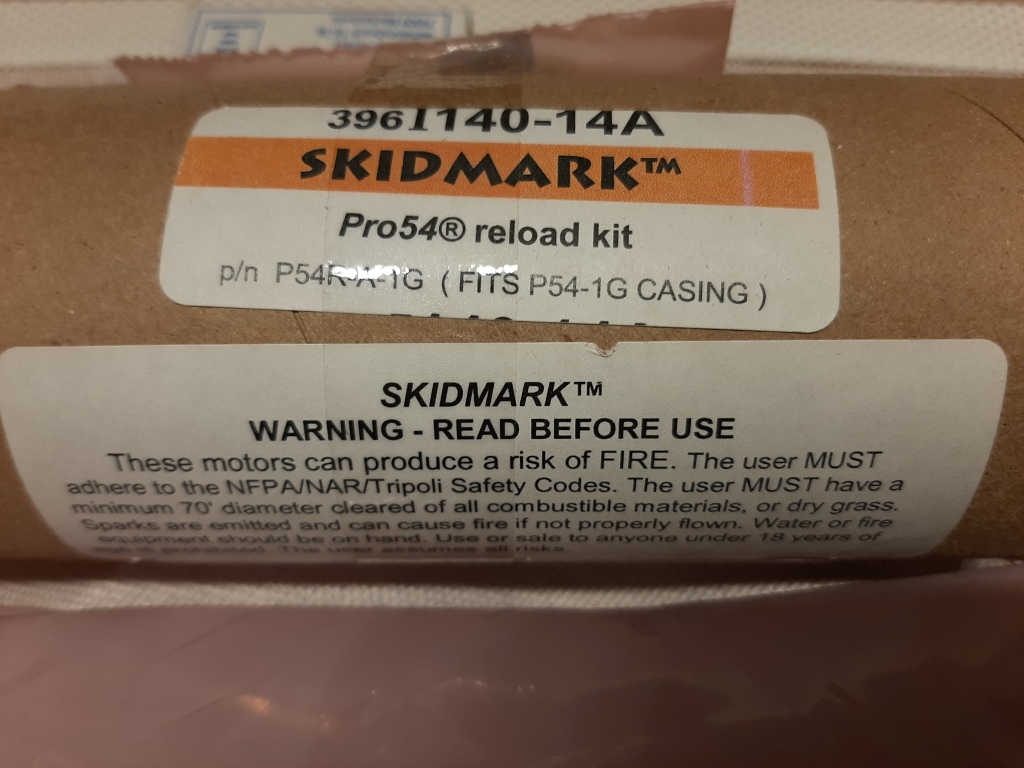 396I140-14A
SKIDMARK™
Pro54® reload kit
p/n P54R-A-1G ( FITS P54-1G CASING )
SKIDMARK™
WARNING - READ BEFORE USE
These motors can produce a risk of FIRE. The user MUST
adhere to the NFPA/NAR/Tripoli Safety Codes. The user MUST have a
minimum 70' diameter cleared of all combustible materials, or dry grass.
Sparks are emitted and can cause fire if not properly flown. Water or fire
equipment should be on hand. Use or sale to anyone under 18 years of
age is prohibited. The user assumes all risks.